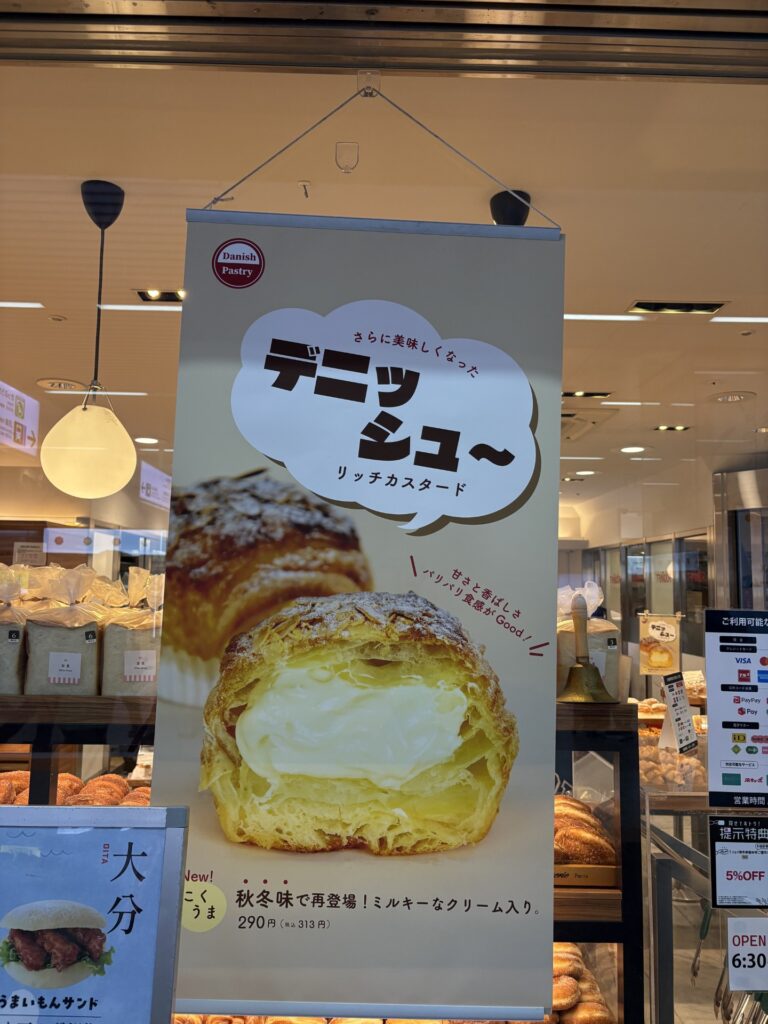 Danish
Pastry
さらに美味しくなった
デニッ
シュ〜
リッチカスタード
甘さと香ばしさ
パリパリ食感がGood!
New!
こく
うま
秋冬味で再登場！ミルキーなクリーム入り。
290円（税込313円）
大分
OITA
うまいもんサンド
ご利用可能な
VISA
PayPay
Pay
iD
営業時間
提示特典
5%OFF
OPEN
6:30-